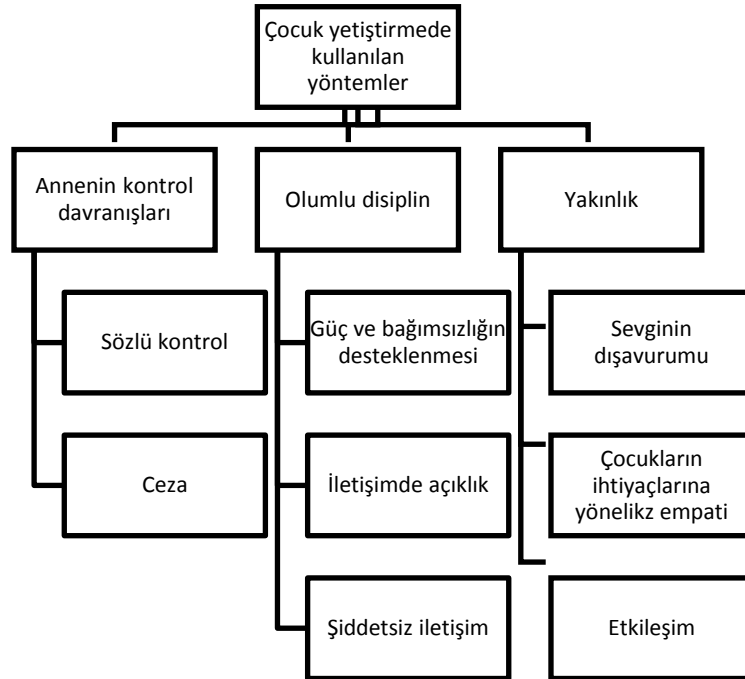 Çocuk yetiştirmede
kullanılan
yöntemler
Annenin kontrol
davranışları
Olumlu disiplin
Yakınlık
Sözlü kontrol
Güç ve bağımsızlığın
desteklenmesi
Sevginin
dışavurumu
Ceza
İletişimde açıklık
Çocukların
ihtiyaçlarına
yönelikz empati
Şiddetsiz iletişim
Etkileşim